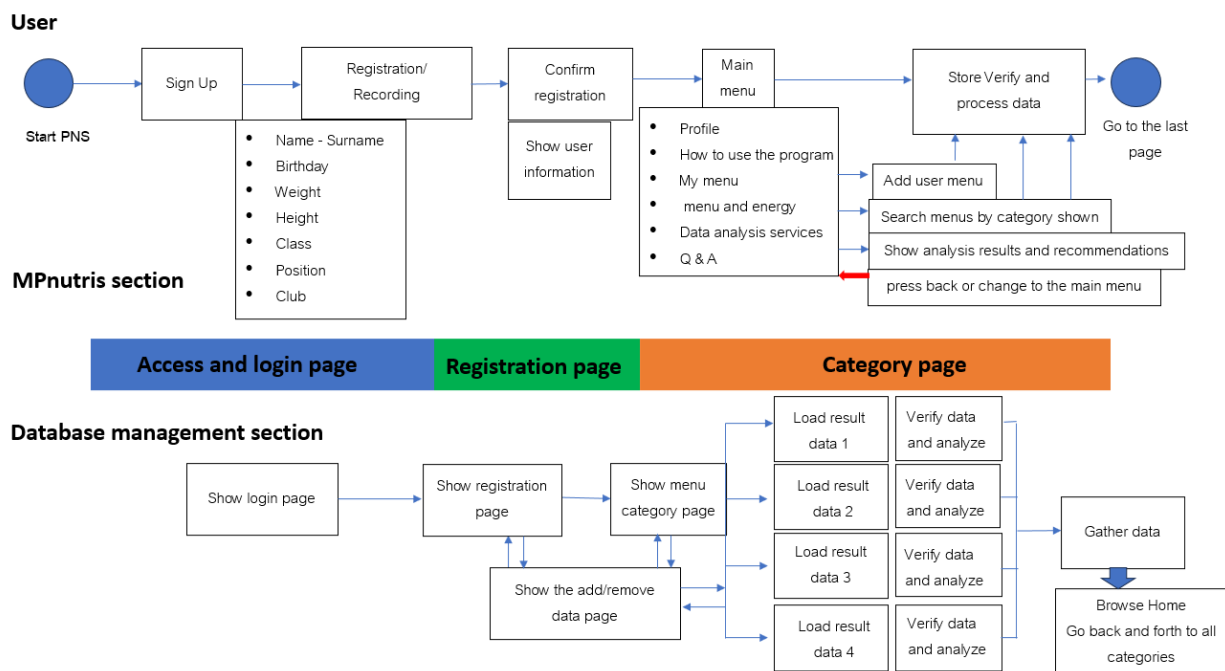 User
Start PNS
Sign Up
Registration/
Recording
Confirm
registration
Main
menu
Store Verify and
process data
Go to the last
page
• Name - Surname
• Birthday
• Weight
• Height
• Class
• Position
• Club
Show user
information
• Profile
• How to use the program
• My menu
• menu and energy
• Data analysis services
• Q & A
Add user menu
Search menus by category shown
Show analysis results and recommendations
press back or change to the main menu
MPnutris section
Access and login page
Registration page
Category page
Database management section
Show login page
Show registration
page
Show menu
category page
Show the add/remove
data page
Load result
data 1
Verify data
and analyze
Load result
data 2
Verify data
and analyze
Load result
data 3
Verify data
and analyze
Load result
data 4
Verify data
and analyze
Gather data
Browse Home
Go back and forth to all
categories